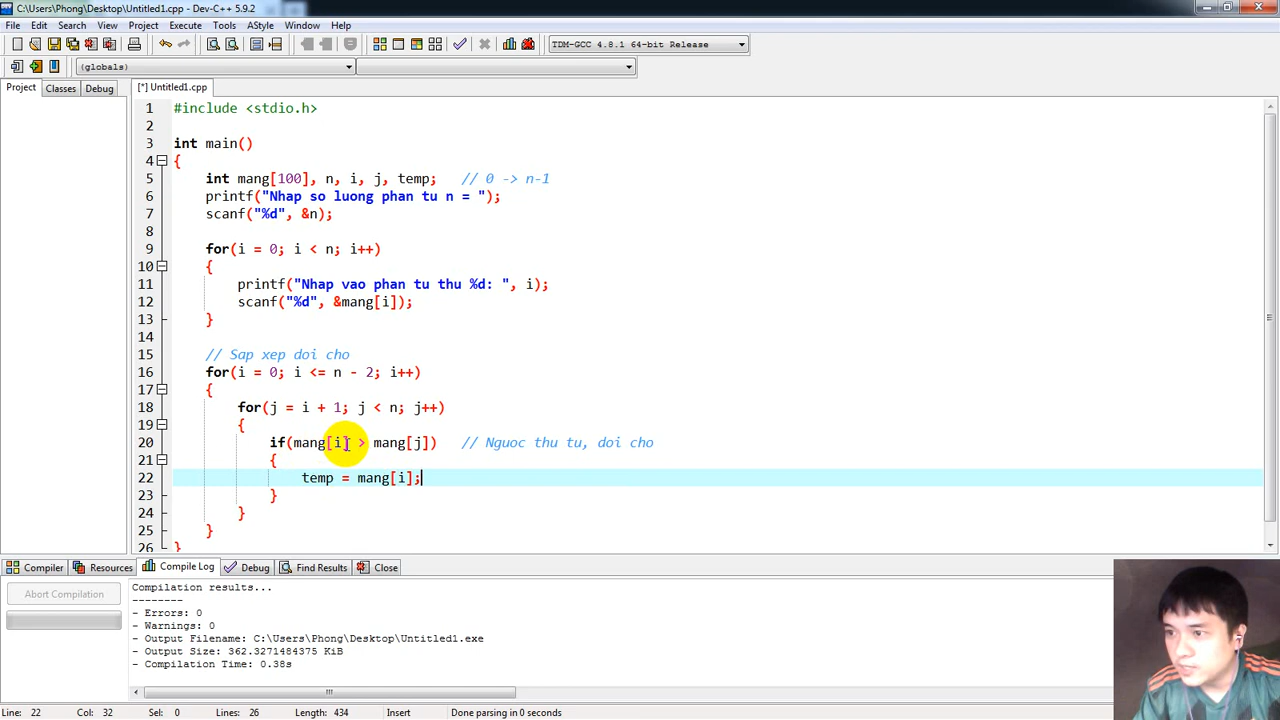 C:\Users\Phong\Desktop\Untitled1.cpp - Dev-C++ 5.9.2
File Edit Search View Project Execute Tools AStyle Window Help
TDM-GCC 4.8.1 64-bit Release
(globals)
Project Classes Debug [*] Untitled1.cpp
1 #include <stdio.h>
2
3 int main()
4 {
5 int mang[100], n, i, j, temp; // 0 -> n-1
6 printf("Nhap so luong phan tu n = ");
7 scanf("%d", &n);
8
9 for(i = 0; i < n; i++)
10 {
11 printf("Nhap vao phan tu thu %d: ", i);
12 scanf("%d", &mang[i]);
13 }
14
15 // Sap xep doi cho
16 for(i = 0; i <= n - 2; i++)
17 {
18 for(j = i + 1; j < n; j++)
19 {
20 if(mang[i] > mang[j]) // Nguoc thu tu, doi cho
21 {
22 temp = mang[i];
23 }
24 }
25 }
26 }
Compiler Resources Compile Log Debug Find Results Close
Abort Compilation
Compilation results...
--------
- Errors: 0
- Warnings: 0
- Output Filename: C:\Users\Phong\Desktop\Untitled1.exe
- Output Size: 362.3271484375 KiB
- Compilation Time: 0.38s
Line: 22 Col: 32 Sel: 0 Lines: 26 Length: 434 Insert Done parsing in 0 seconds